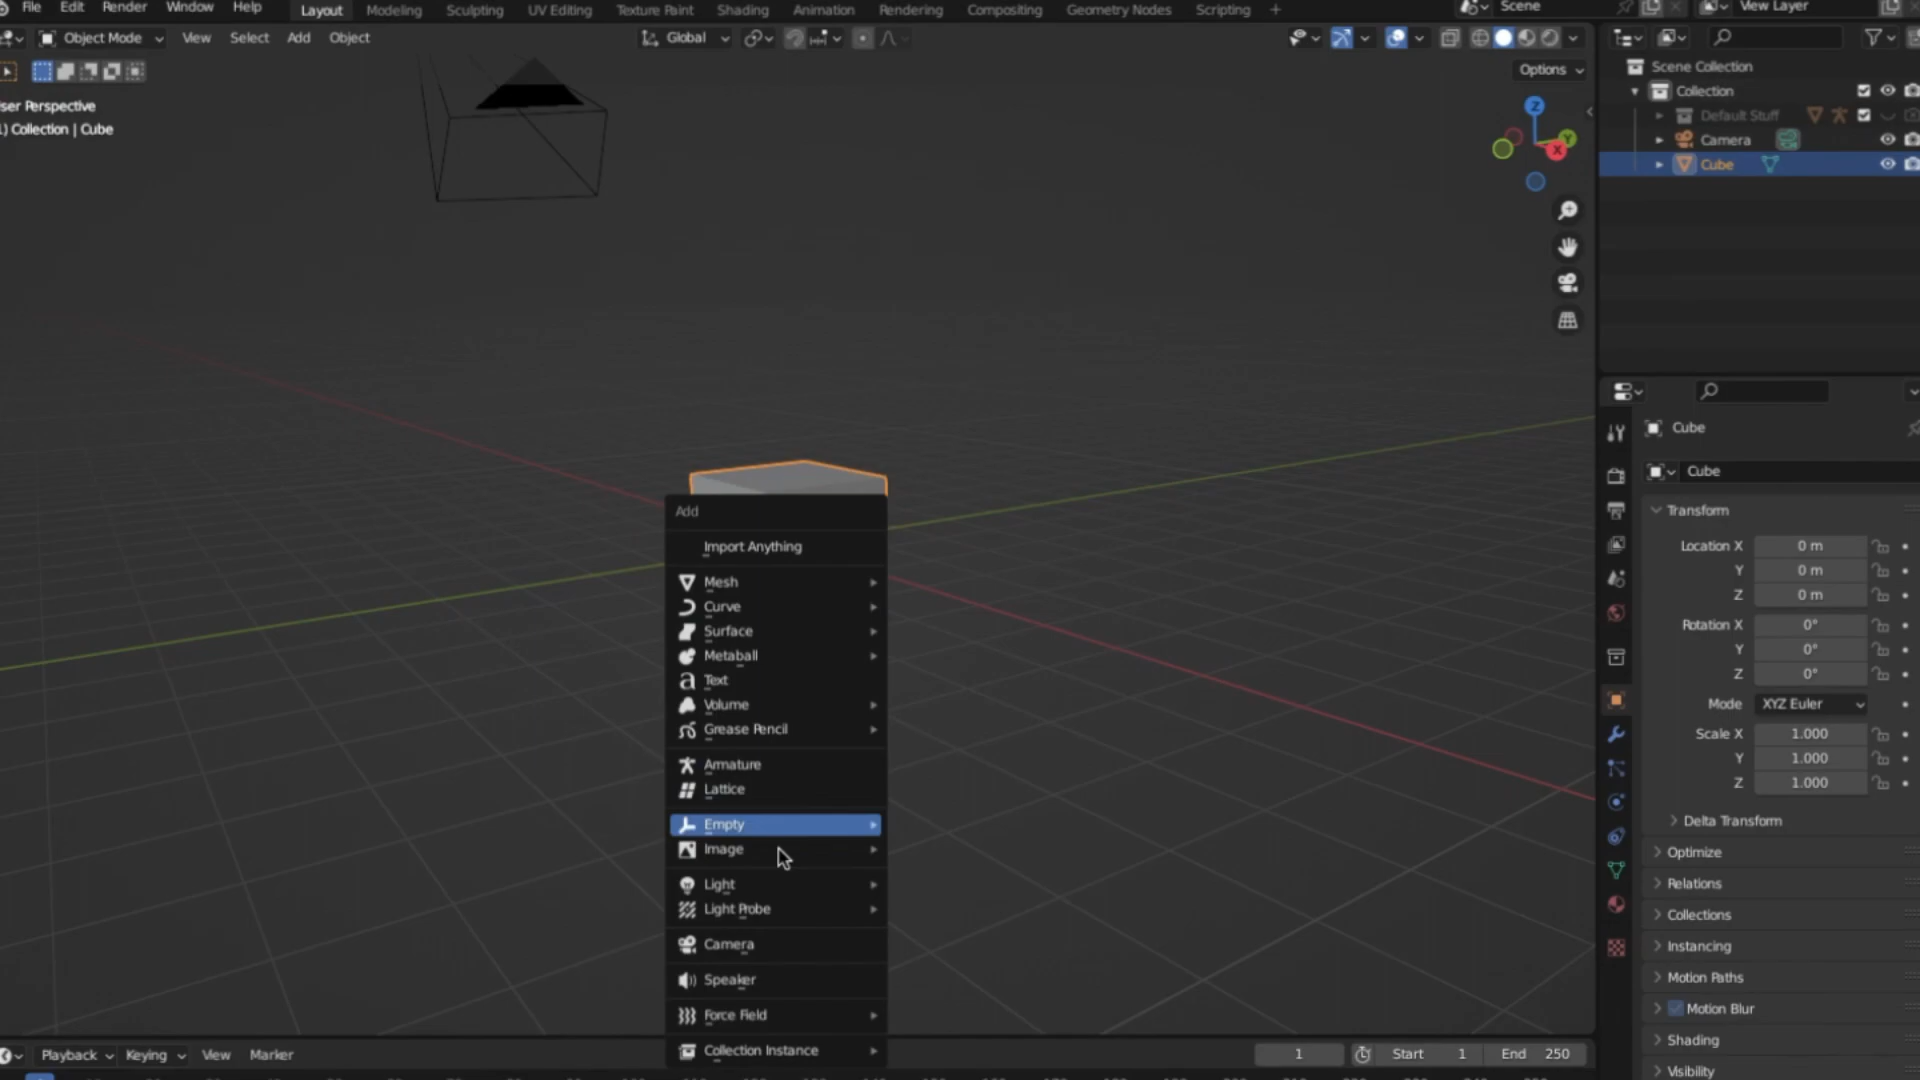 File Edit Render Window Help Layout Modeling Sculpting UV Editing Texture Paint Shading Animation Rendering Compositing Geometry Nodes Scripting + Scene View Layer
Object Mode View Select Add Object Global
Options
ser Perspective
) Collection | Cube
Z
Y
X
Scene Collection
Collection
Default Stuff
Camera
Cube
Add
Import Anything
Mesh
Curve
Surface
Metaball
Text
Volume
Grease Pencil
Armature
Lattice
Empty
Image
Light
Light Probe
Camera
Speaker
Force Field
Collection Instance
Cube
Cube
Transform
Location X 0 m
Y 0 m
Z 0 m
Rotation X 0°
Y 0°
Z 0°
Mode XYZ Euler
Scale X 1.000
Y 1.000
Z 1.000
Delta Transform
Optimize
Relations
Collections
Instancing
Motion Paths
Motion Blur
Shading
Visibility
Playback Keying View Marker 1 Start 1 End 250